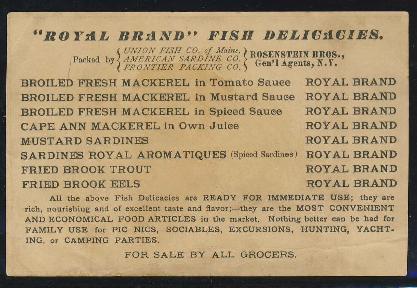 "ROYAL BRAND" FISH DELICACIES.
Packed by { UNION FISH CO. of Maine, AMERICAN SARDINE CO. FRONTIER PACKING CO. } ROSENSTEIN BROS., Gen'l Agents, N.Y.
BROILED FRESH MACKEREL in Tomato Sauce ROYAL BRAND
BROILED FRESH MACKEREL in Mustard Sauce ROYAL BRAND
BROILED FRESH MACKEREL in Spiced Sauce ROYAL BRAND
CAPE ANN MACKEREL in Own Juice ROYAL BRAND
MUSTARD SARDINES ROYAL BRAND
SARDINES ROYAL AROMATIQUES (Spiced Sardines) ROYAL BRAND
FRIED BROOK TROUT ROYAL BRAND
FRIED BROOK EELS ROYAL BRAND
All the above Fish Delicacies are READY FOR IMMEDIATE USE; they are
rich, nourishing and of excellent taste and flavor;—they are the MOST CONVENIENT
AND ECONOMICAL FOOD ARTICLES in the market. Nothing better can be had for
FAMILY USE for PIC NICS, SOCIABLES, EXCURSIONS, HUNTING, YACHT-
ING, or CAMPING PARTIES.
FOR SALE BY ALL GROCERS.